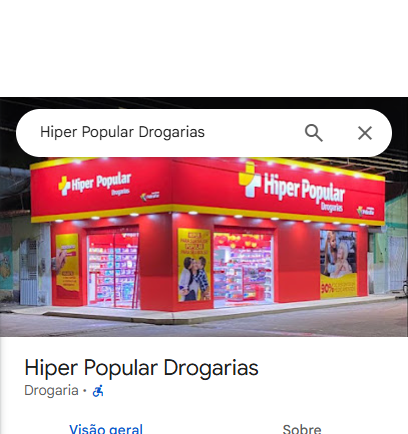 Hiper Popular Drogarias
Hiper Popular
Drogarias
Hiper Popular
Drogarias
90%
Hiper Popular Drogarias
Drogaria ·
Visão geral
Sobre